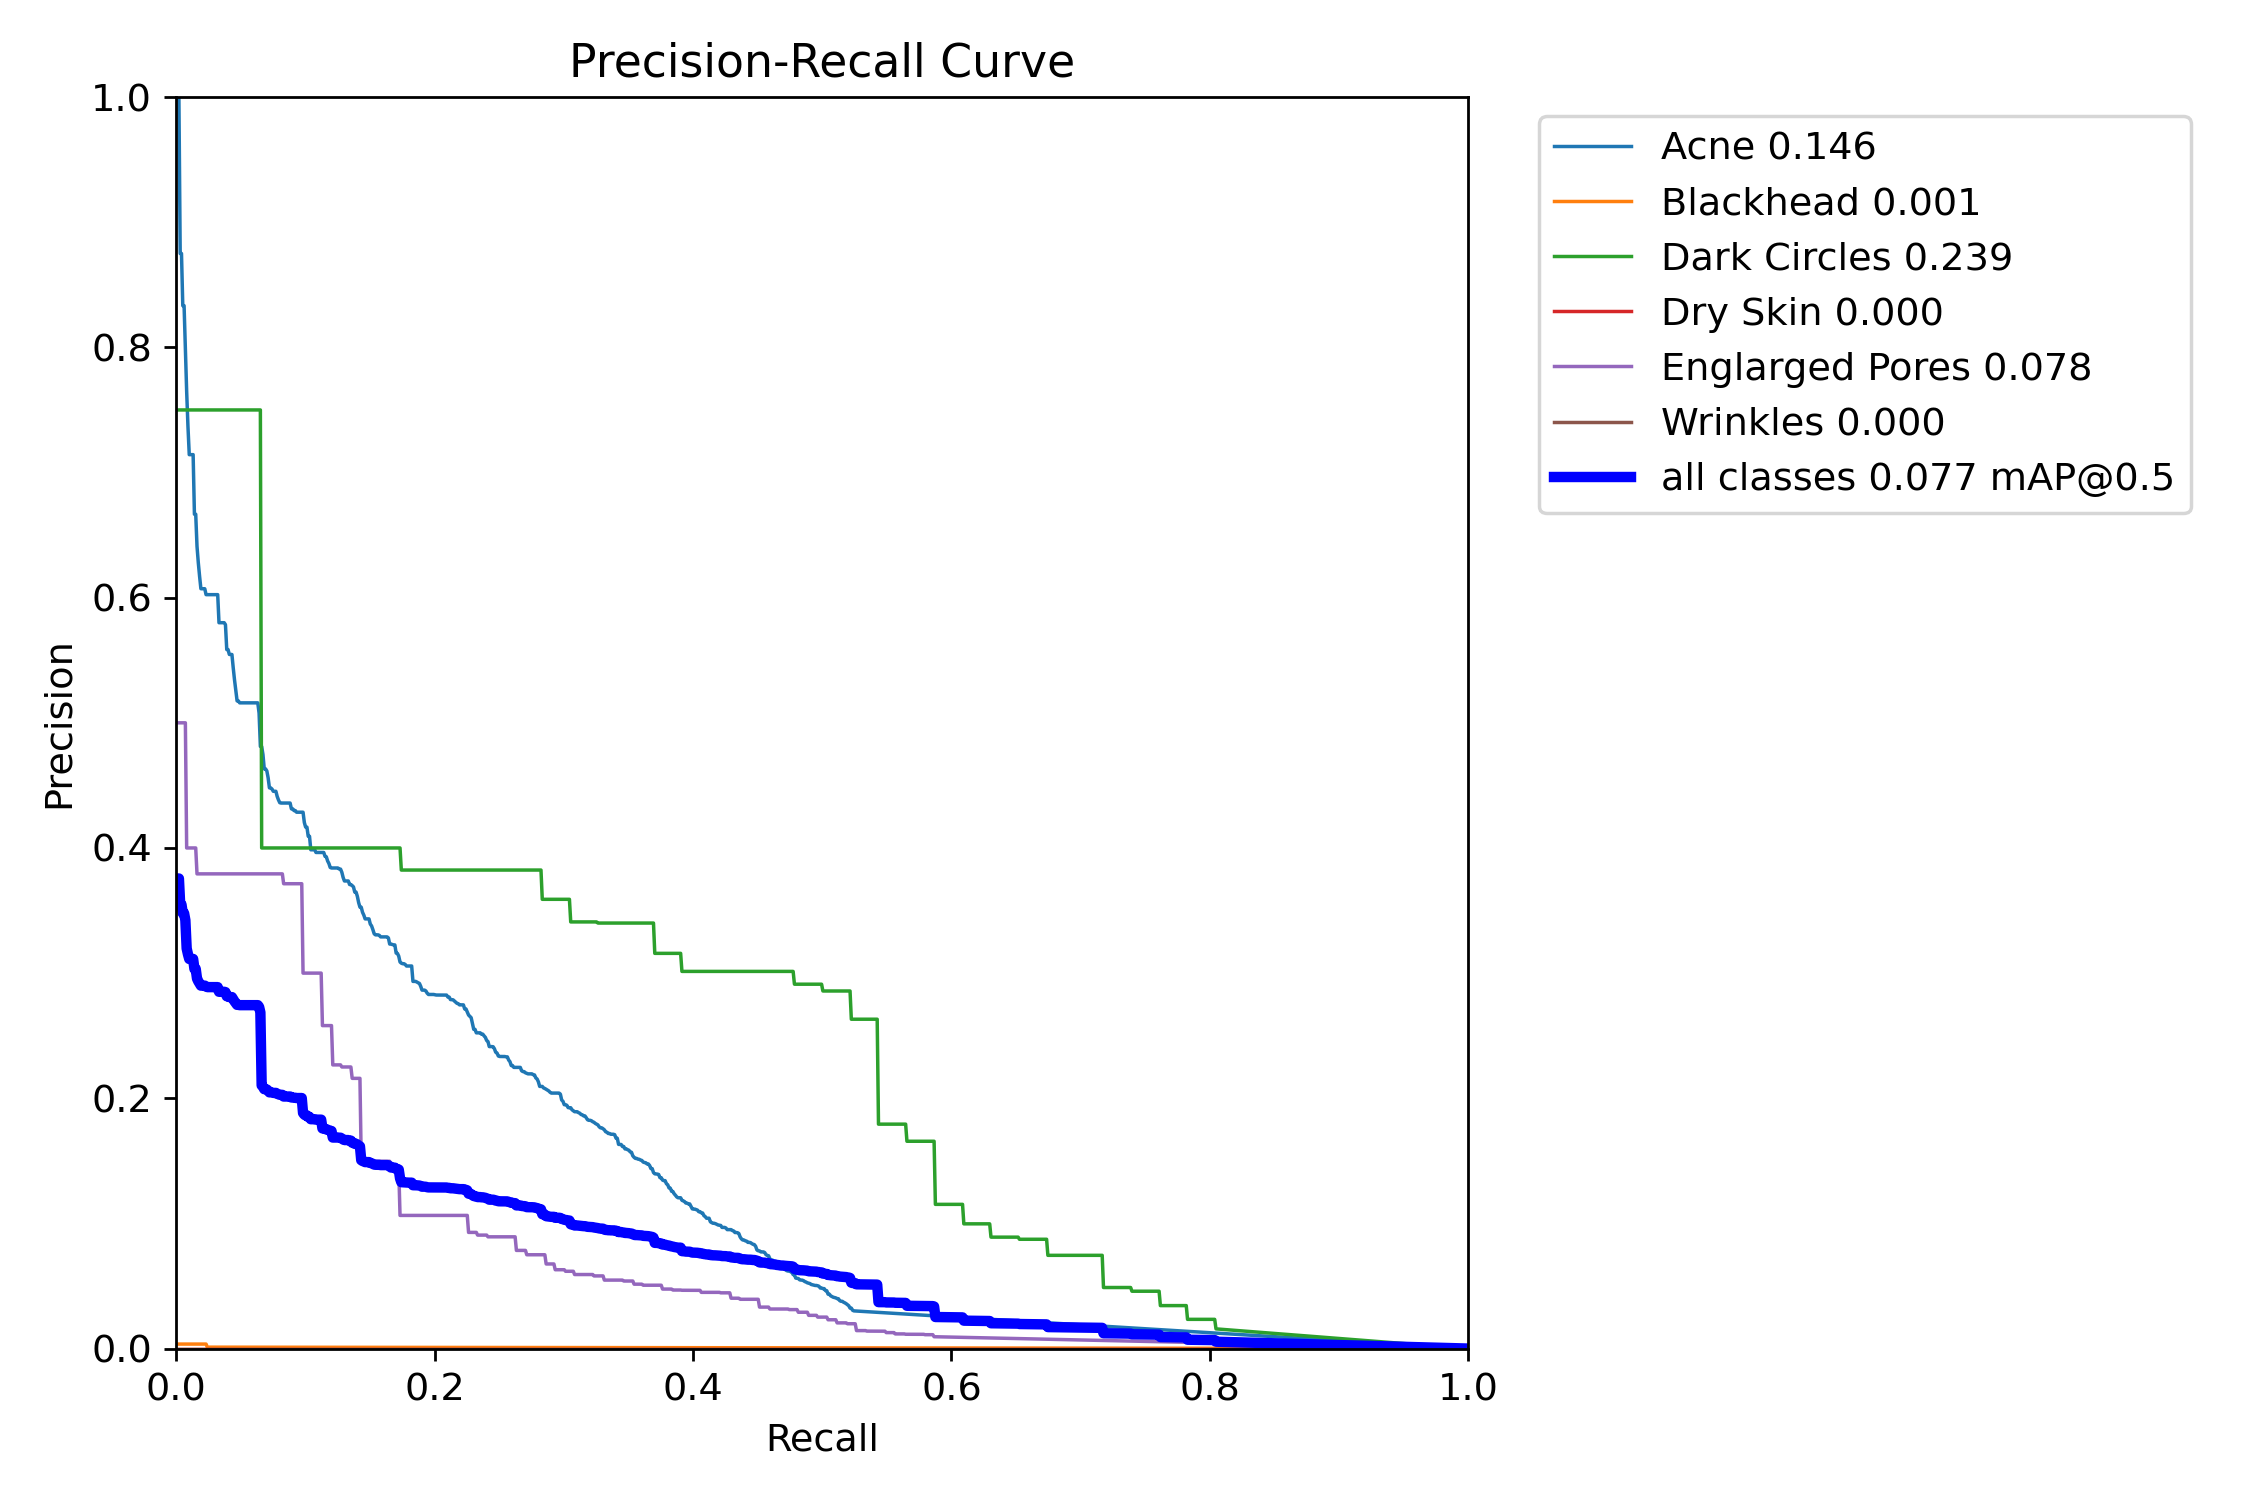 Precision-Recall Curve
1.0
0.8
0.6
0.4
0.2
0.0
Precision
0.0 0.2 0.4 0.6 0.8 1.0
Recall
Acne 0.146
Blackhead 0.001
Dark Circles 0.239
Dry Skin 0.000
Englarged Pores 0.078
Wrinkles 0.000
all classes 0.077 mAP@0.5